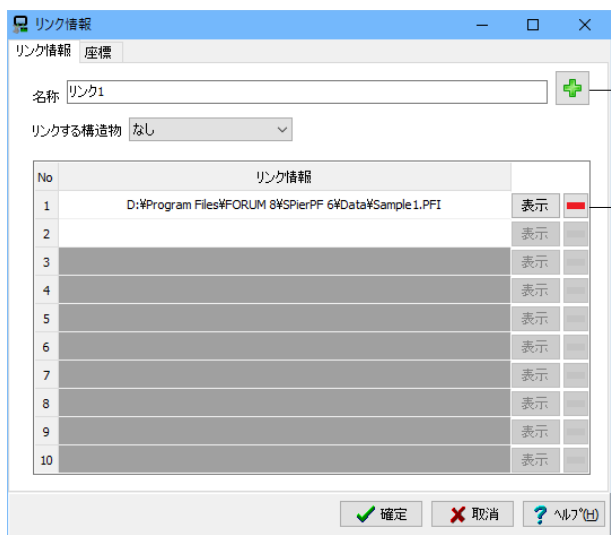 リンク情報
リンク情報 座標
名称 リンク1
リンクする構造物 なし
No リンク情報
1 D:¥Program Files¥FORUM 8¥SPierPF 6¥Data¥Sample1.PFI 表示
2 表示
3 表示
4 表示
5 表示
6 表示
7 表示
8 表示
9 表示
10 表示
確定 取消 ヘルプ(H)